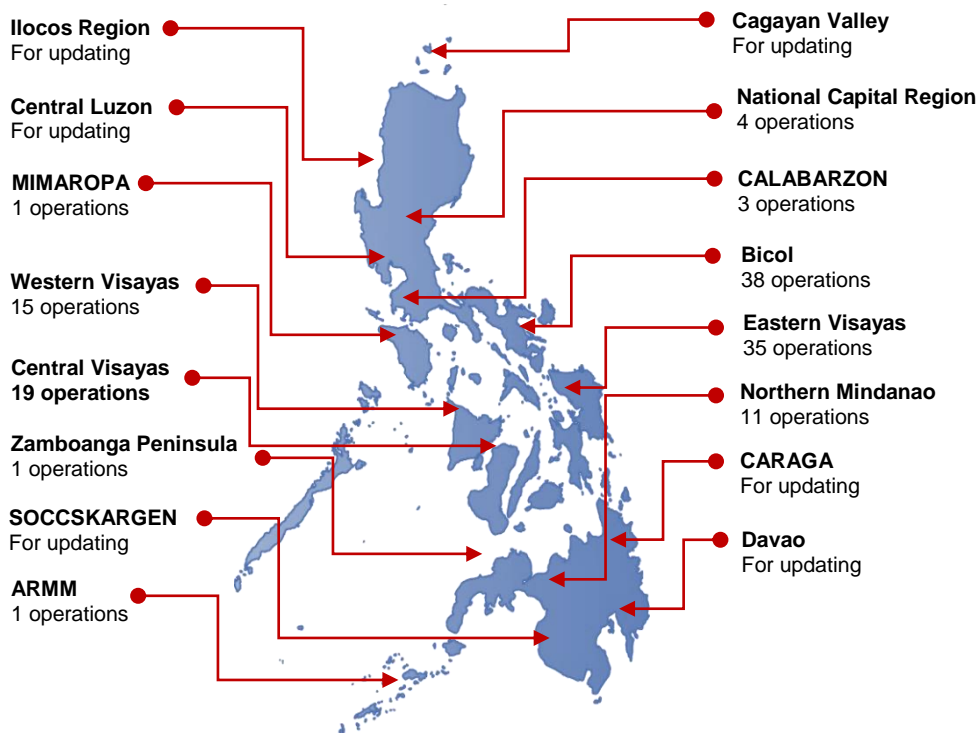 Ilocos Region
For updating
Central Luzon
For updating
MIMAROPA
1 operations
Western Visayas
15 operations
Central Visayas
19 operations
Zamboanga Peninsula
1 operations
SOCCSKARGEN
For updating
ARMM
1 operations
Cagayan Valley
For updating
National Capital Region
4 operations
CALABARZON
3 operations
Bicol
38 operations
Eastern Visayas
35 operations
Northern Mindanao
11 operations
CARAGA
For updating
Davao
For updating